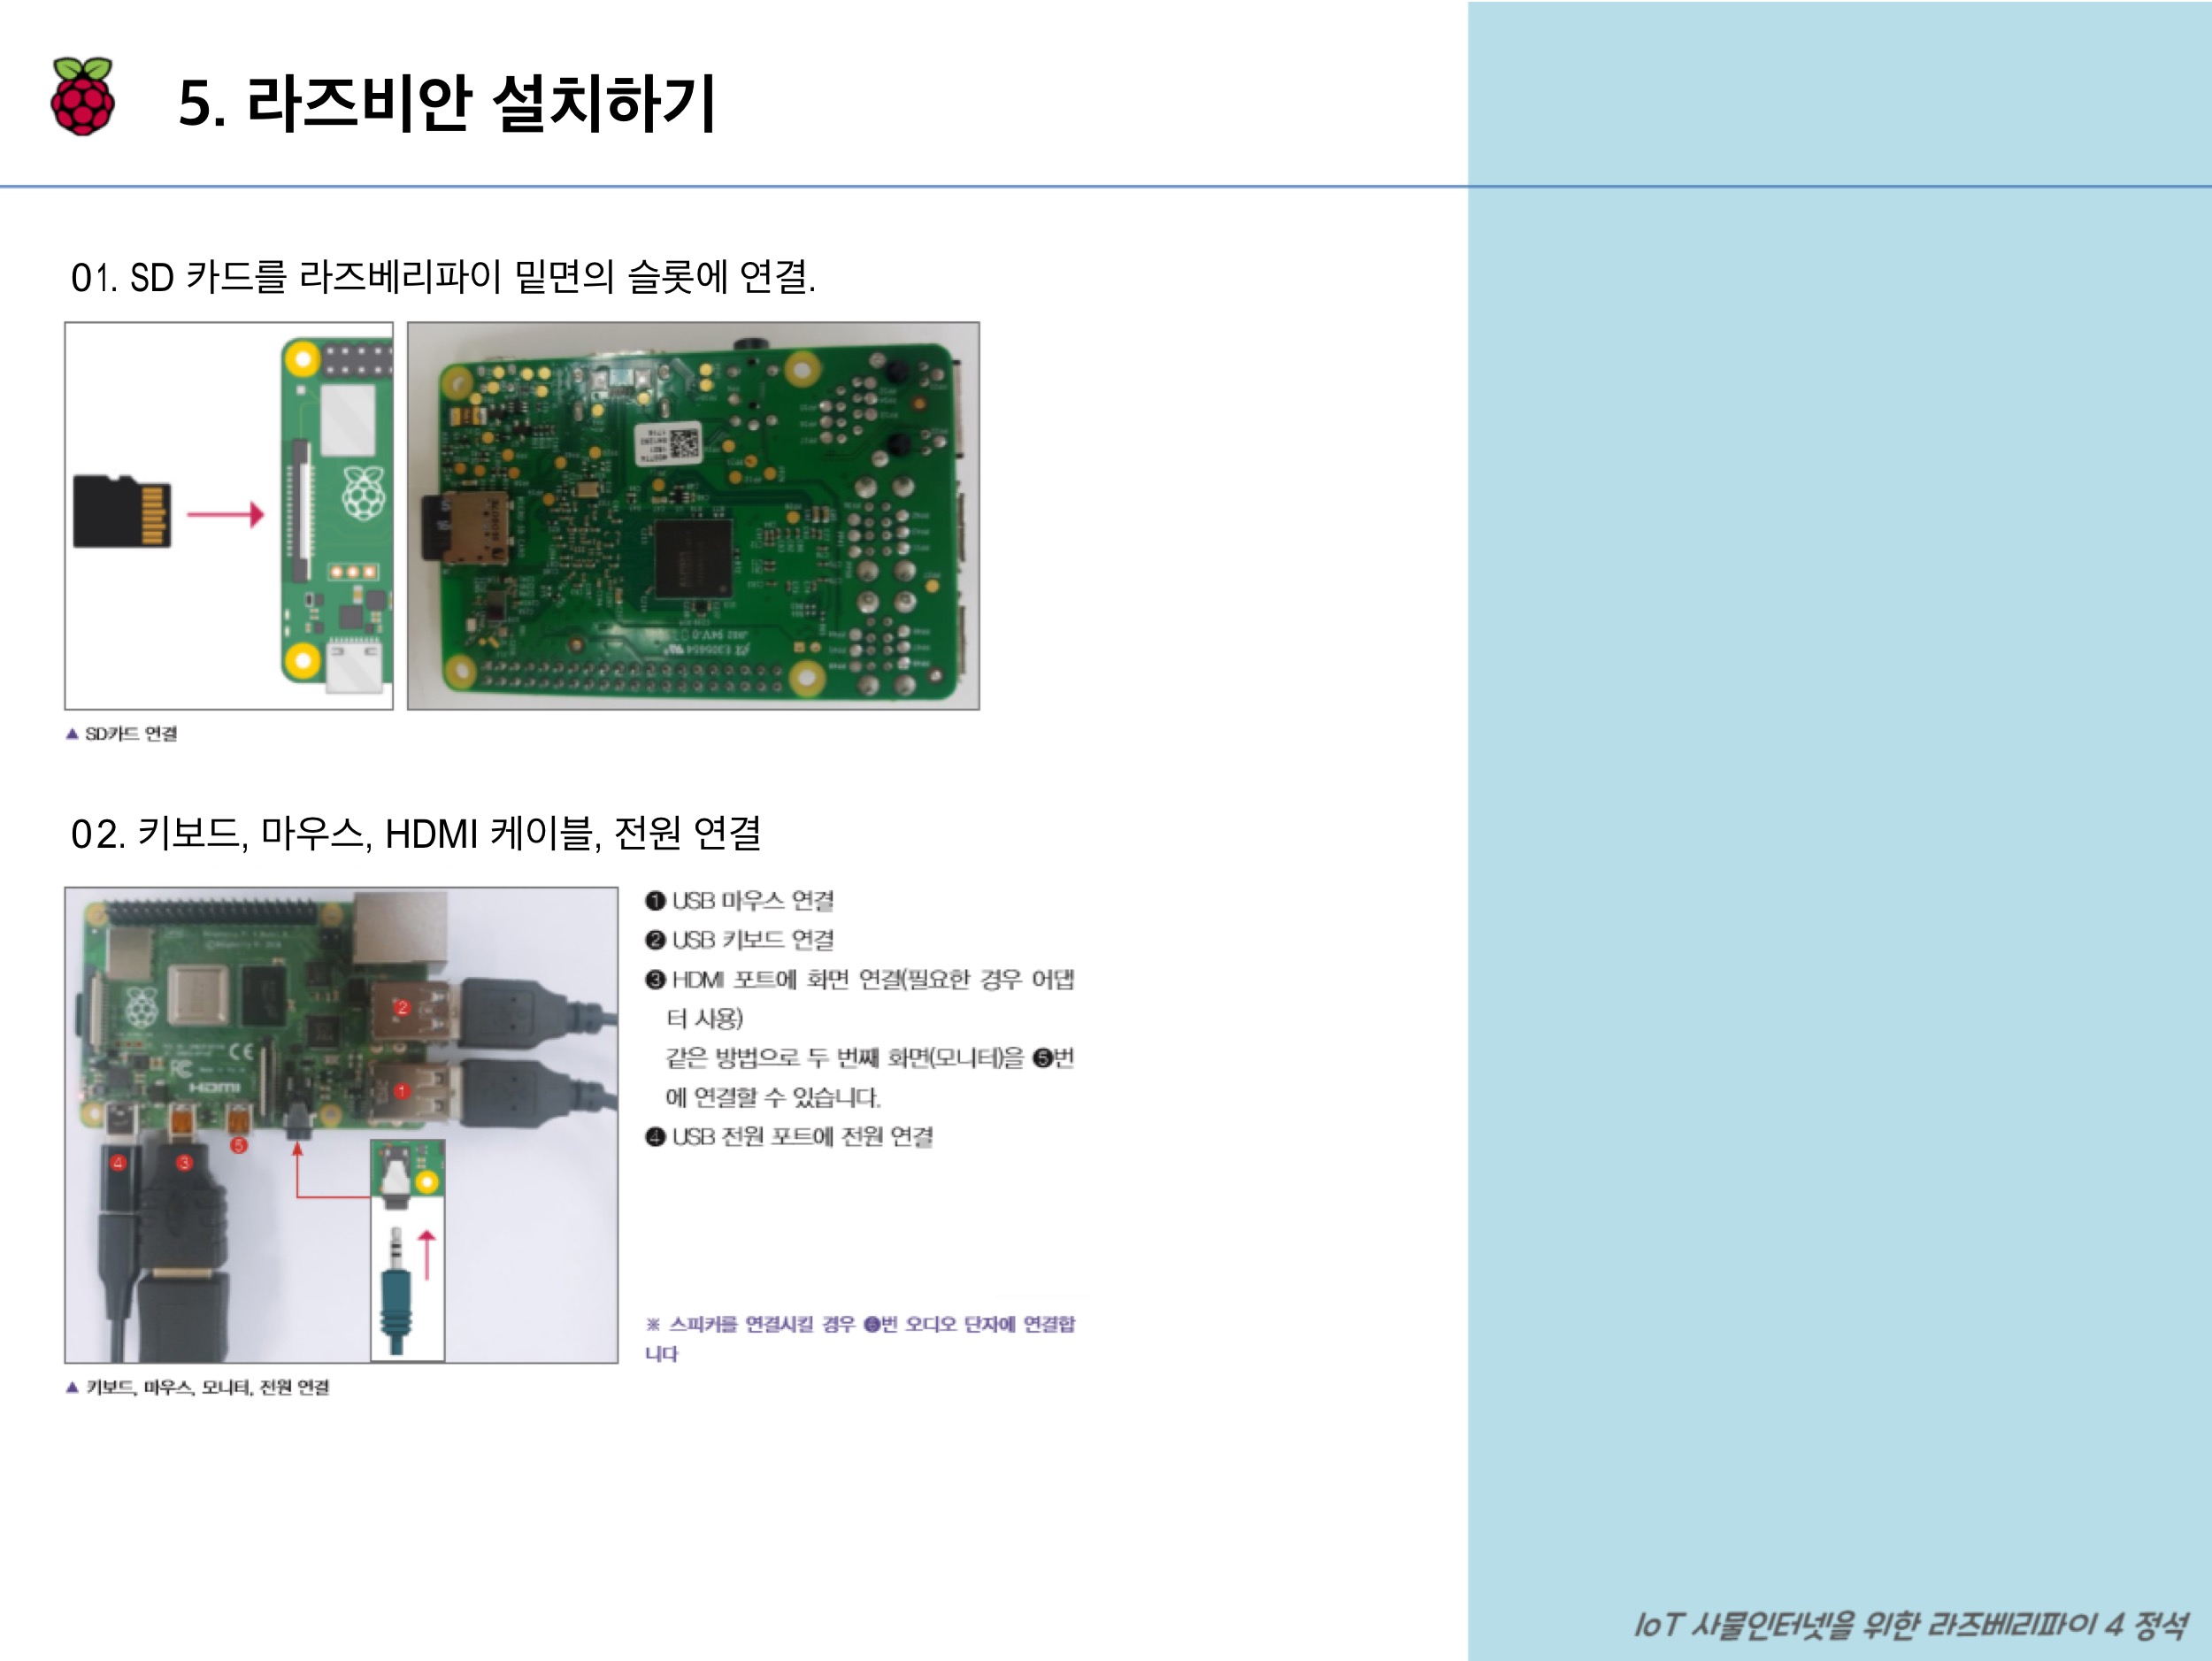 5. 라즈비안 설치하기
01. SD 카드를 라즈베리파이 밑면의 슬롯에 연결.
▲ SD카드 연결
02. 키보드, 마우스, HDMI 케이블, 전원 연결
❶ USB 마우스 연결
❷ USB 키보드 연결
❸ HDMI 포트에 화면 연결(필요한 경우 어댑
터 사용)
같은 방법으로 두 번째 화면(모니터)을 ❺번
에 연결할 수 있습니다.
❹ USB 전원 포트에 전원 연결
HDMI
2
1
5
4
3
※ 스피커를 연결시킬 경우 ❻번 오디오 단자에 연결합
니다
▲ 키보드, 마우스, 모니터, 전원 연결
IoT 사물인터넷을 위한 라즈베리파이 4 정석